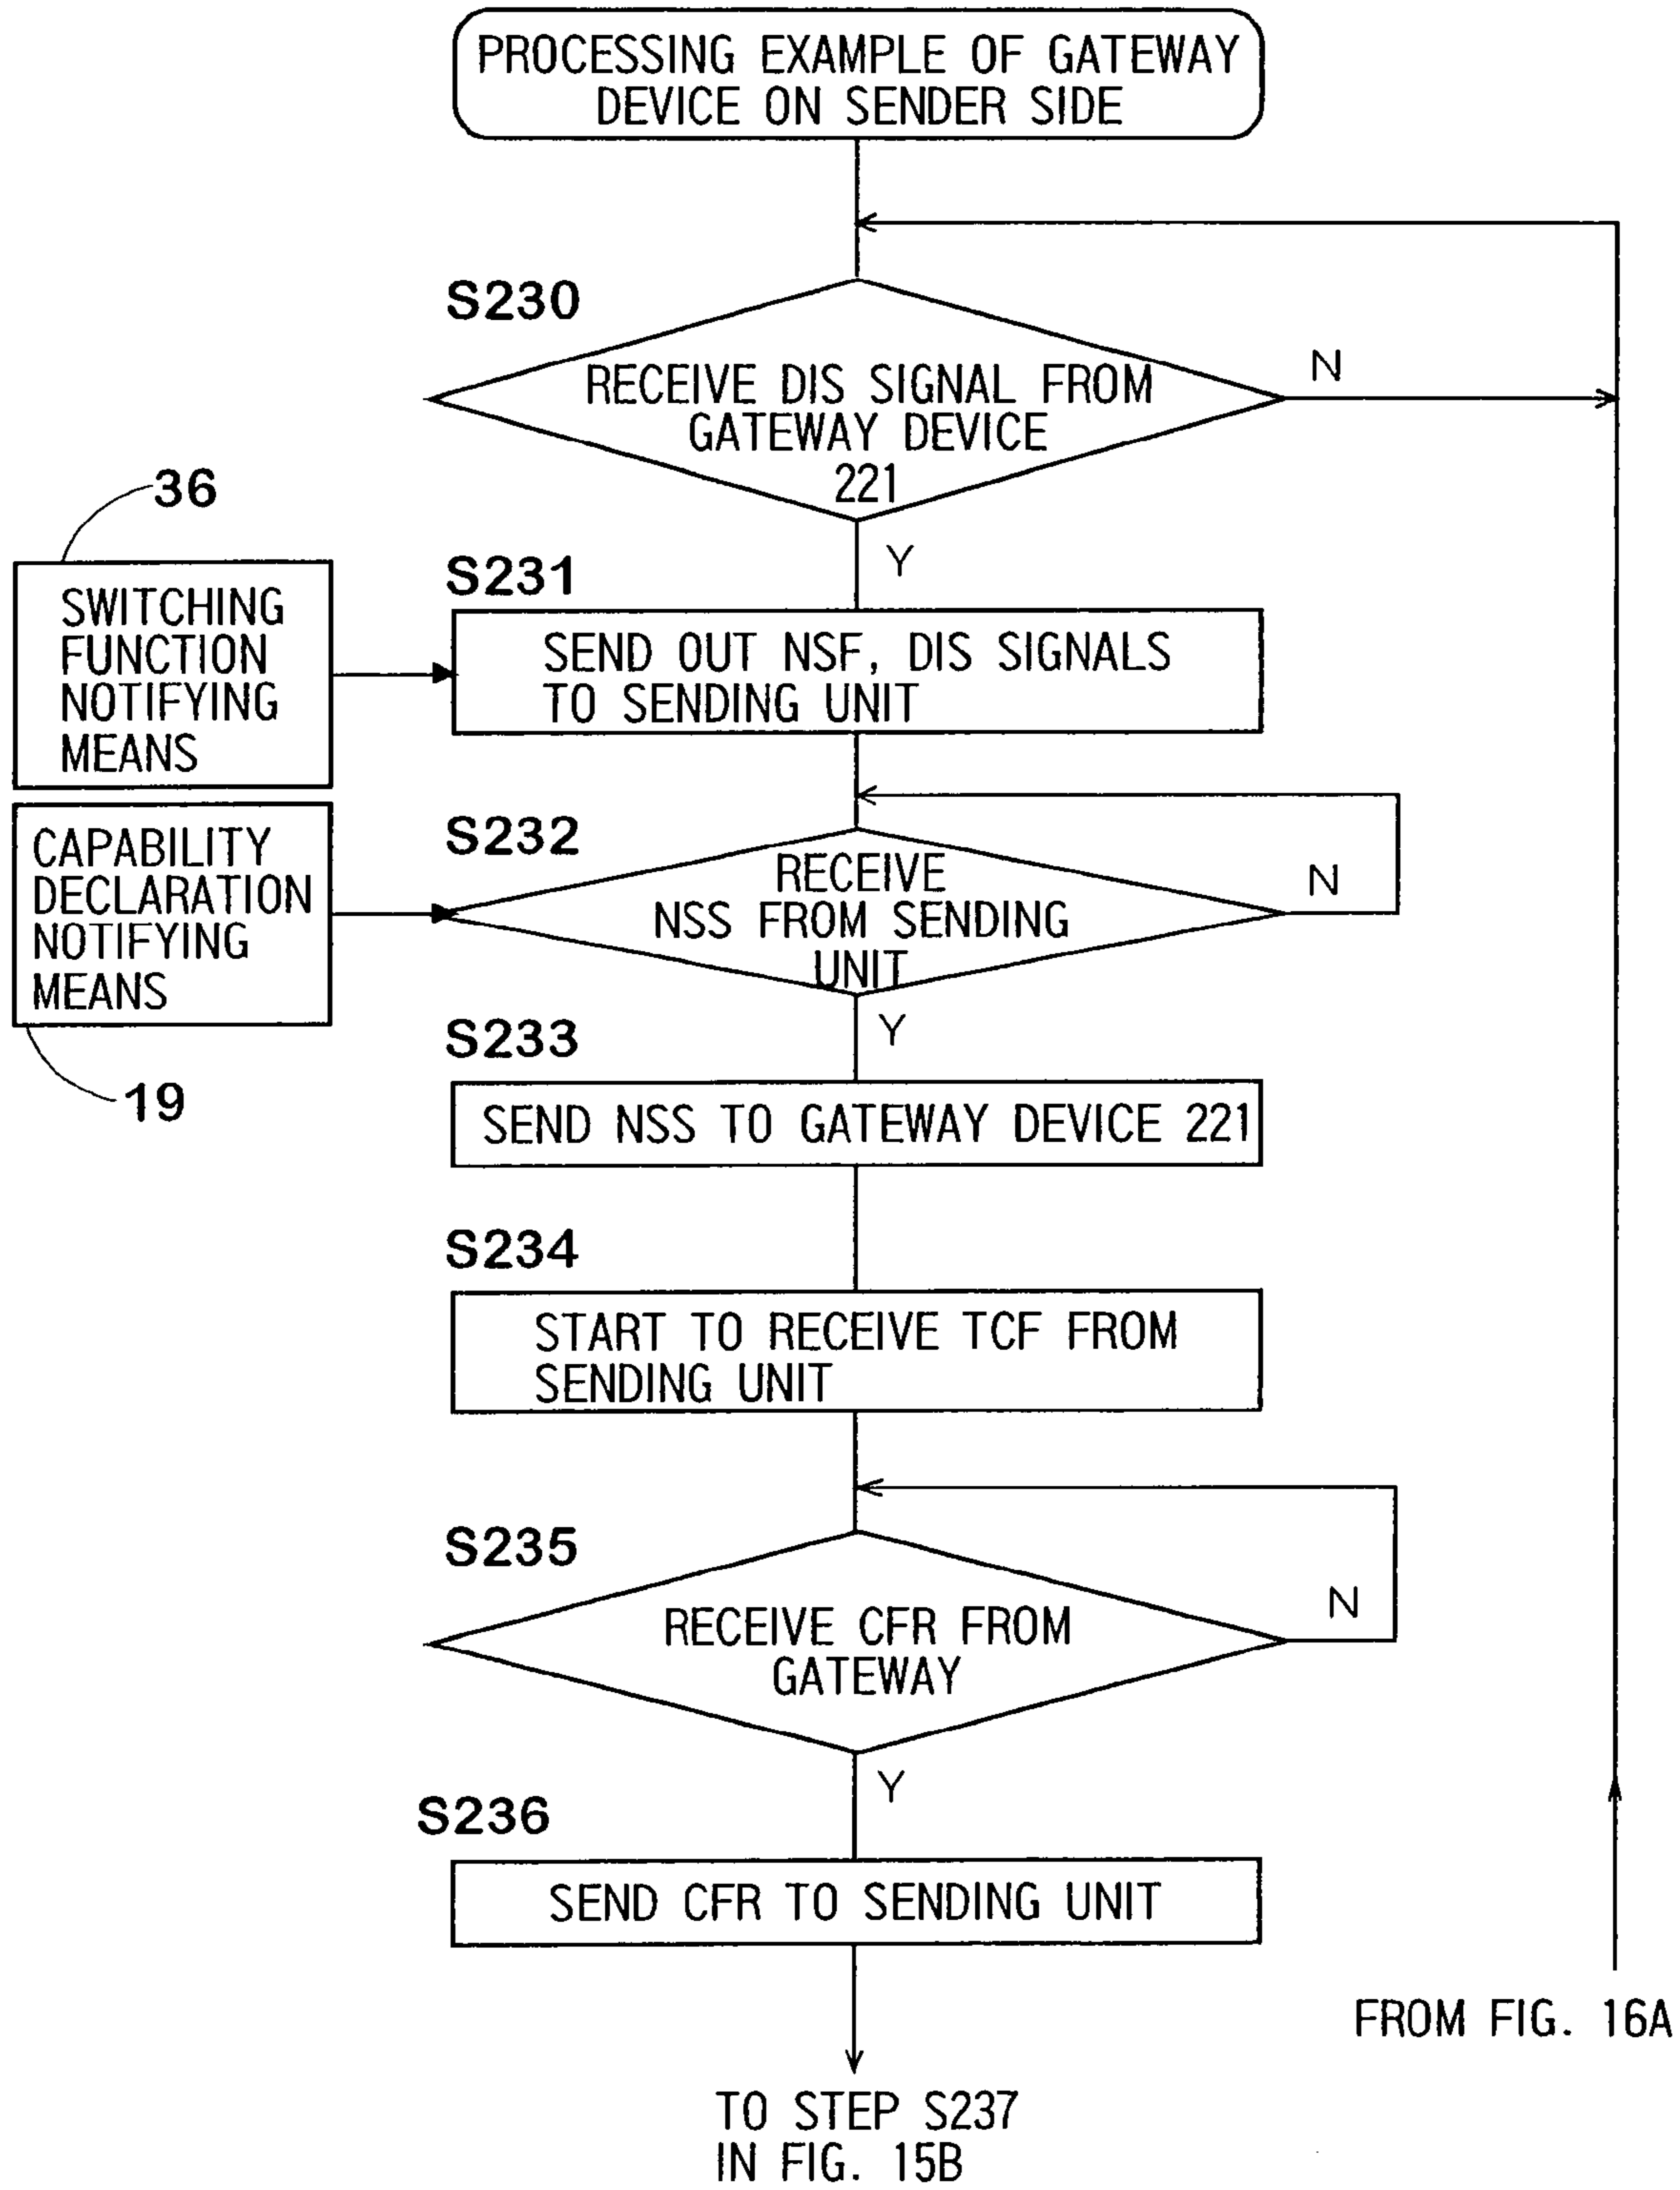 PROCESSING EXAMPLE OF GATEWAY
DEVICE ON SENDER SIDE
S230
RECEIVE DIS SIGNAL FROM
GATEWAY DEVICE
221
N
Y
36
SWITCHING
FUNCTION
NOTIFYING
MEANS
S231
SEND OUT NSF, DIS SIGNALS
TO SENDING UNIT
CAPABILITY
DECLARATION
NOTIFYING
MEANS
19
S232
RECEIVE
NSS FROM SENDING
UNIT
N
Y
S233
SEND NSS TO GATEWAY DEVICE 221
S234
START TO RECEIVE TCF FROM
SENDING UNIT
S235
RECEIVE CFR FROM
GATEWAY
N
Y
S236
SEND CFR TO SENDING UNIT
FROM FIG. 16A
TO STEP S237
IN FIG. 15B